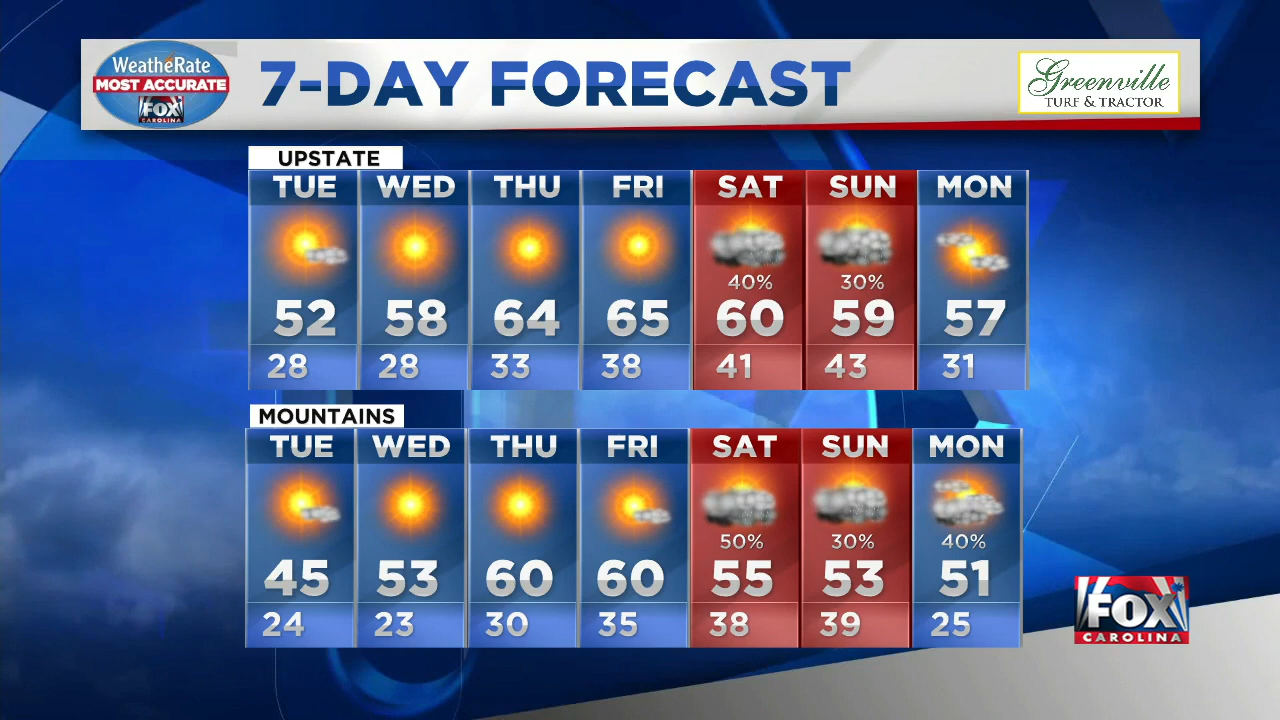 WeatheRate
MOST ACCURATE
FOX
CAROLINA
7-DAY FORECAST
Greenville
TURF & TRACTOR
UPSTATE
TUE WED THU FRI SAT SUN MON
40% 30%
52 58 64 65 60 59 57
28 28 33 38 41 43 31
MOUNTAINS
TUE WED THU FRI SAT SUN MON
50% 30% 40%
45 53 60 60 55 53 51
24 23 30 35 38 39 25
FOX
CAROLINA